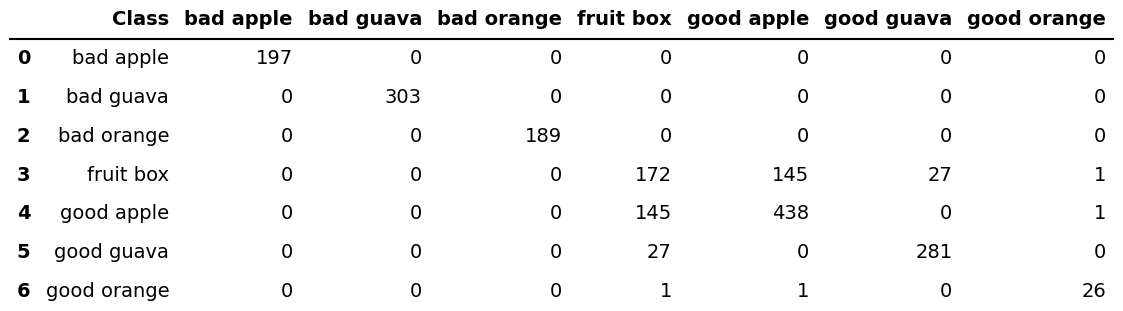 Class bad apple bad guava bad orange fruit box good apple good guava good orange
0 bad apple 197 0 0 0 0 0 0
1 bad guava 0 303 0 0 0 0 0
2 bad orange 0 0 189 0 0 0 0
3 fruit box 0 0 0 172 145 27 1
4 good apple 0 0 0 145 438 0 1
5 good guava 0 0 0 27 0 281 0
6 good orange 0 0 0 1 1 0 26